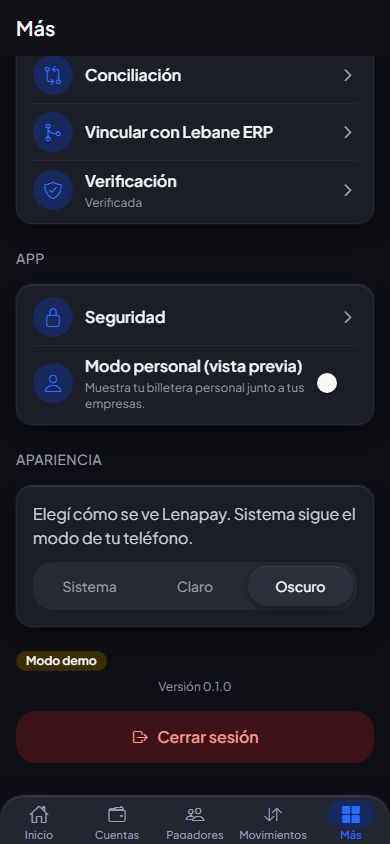 Más
Conciliación
Vincular con Lebane ERP
Verificación
Verificada
APP
Seguridad
Modo personal (vista previa)
Muestra tu billetera personal junto a tus
empresas.
APARIENCIA
Elegí cómo se ve Lenapay. Sistema sigue el
modo de tu teléfono.
Sistema Claro Oscuro
Modo demo
Versión 0.1.0
Cerrar sesión
Inicio Cuentas Pagadores Movimientos Más